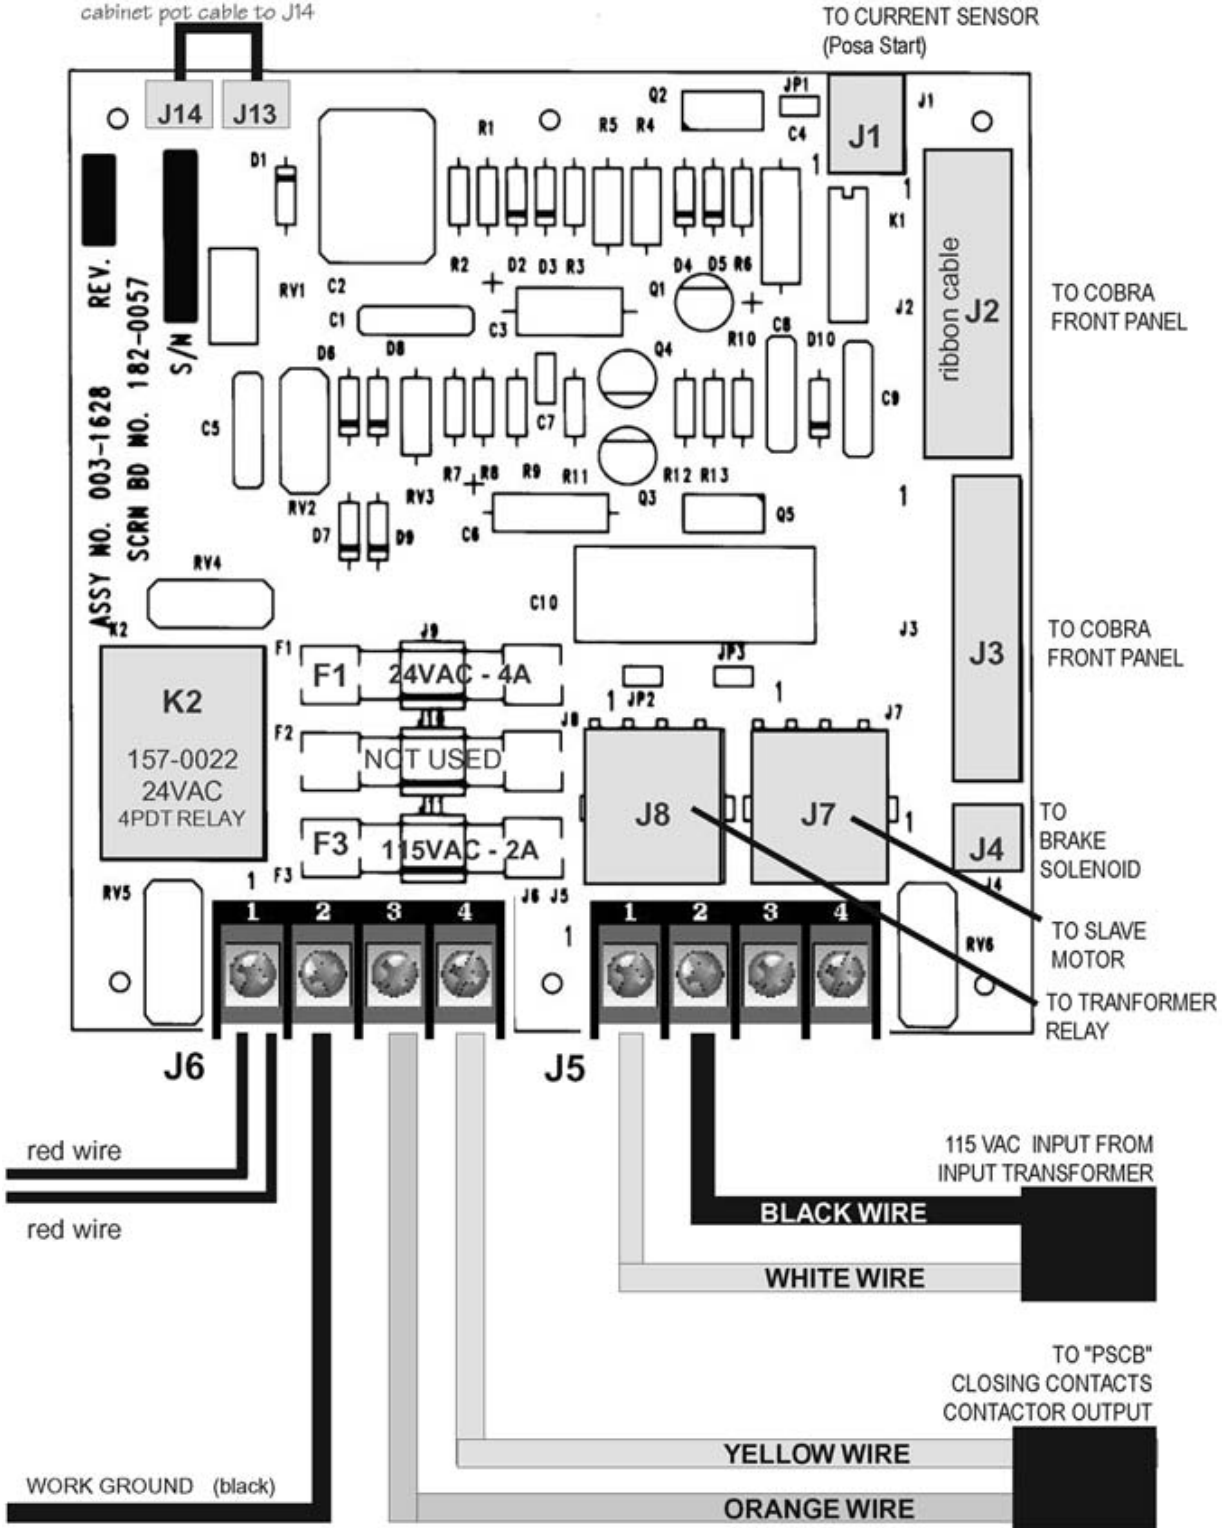 cabinet pot cable to J14
TO CURRENT SENSOR
(Posa Start)
J14
J13
Q2
JP1
J1
J1
C4
R1
R5 R4
D1
1
1
K1
REV.
S/N
SCRN BD NO. 182-0057
ASSY NO. 003-1628
RV1
C2
R2
D2 D3 R3
Q1
D4 D5 R6
ribbon cable
J2
J2
TO COBRA
FRONT PANEL
C1
C3
R10
C8
D10
D6
D8
Q4
C5
C7
C9
R7 R8
R9
R11
R12 R13
RV2
RV3
Q3
Q5
C6
1
D7
D9
RV4
C10
K2
J9
J3
J3
TO COBRA
FRONT PANEL
F1
F1
24VAC - 4A
JP3
JP2
1
1
K2
157-0022
24VAC
4PDT RELAY
J10
F2
NOT USED
J8
J7
J11
J8
J7
1
F3
115VAC - 2A
F3
J4
J4
TO
BRAKE
SOLENOID
RV5
1
J6 J5
1
1 2 3 4
1 2 3 4
RV6
TO SLAVE
MOTOR
TO TRANFORMER
RELAY
J6
J5
red wire
red wire
115 VAC INPUT FROM
INPUT TRANSFORMER
BLACK WIRE
WHITE WIRE
TO "PSCB"
CLOSING CONTACTS
CONTACTOR OUTPUT
YELLOW WIRE
WORK GROUND (black)
ORANGE WIRE